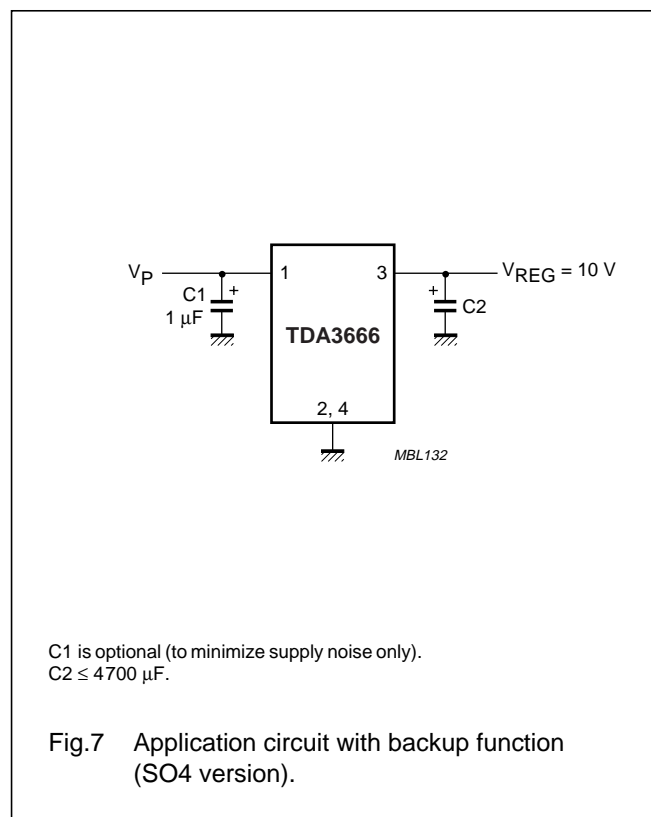 V_P 1 3 V_REG = 10 V
C1 + + C2
1 μF
TDA3666
2, 4
MBL132
C1 is optional (to minimize supply noise only).
C2 ≤ 4700 μF.
Fig.7 Application circuit with backup function
(SO4 version).